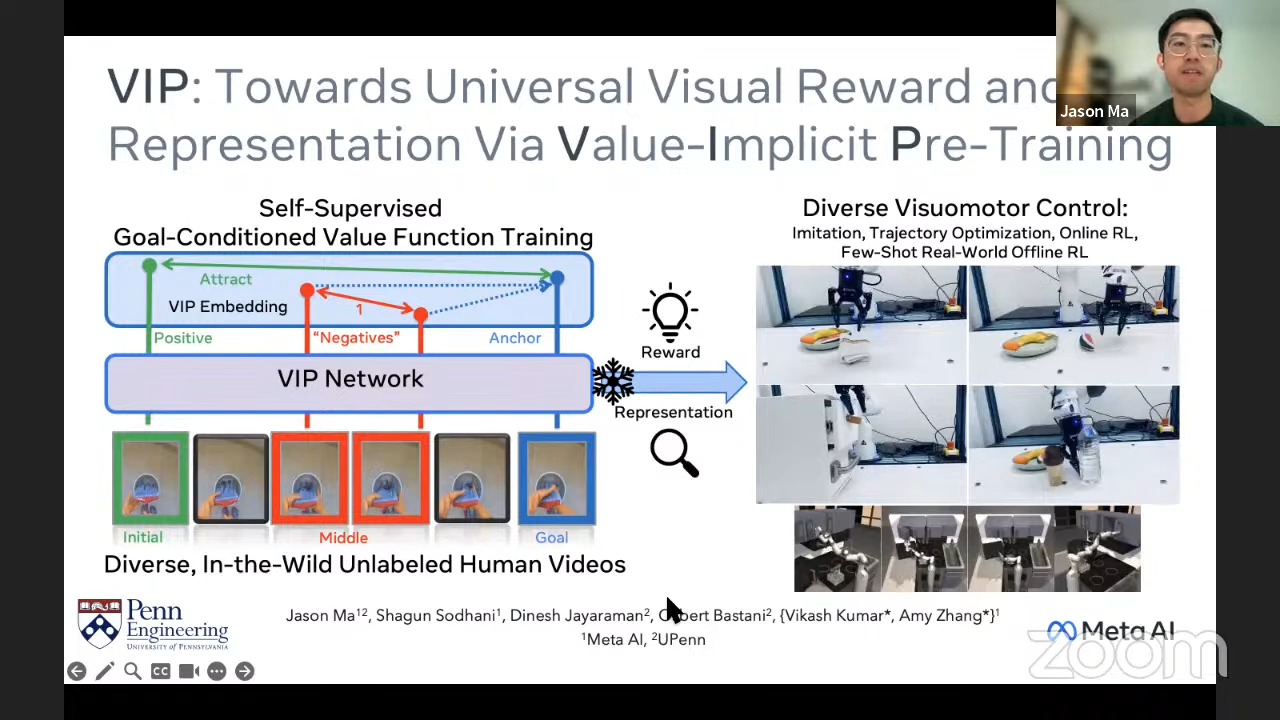 VIP: Towards Universal Visual Reward and
Jason Ma
Representation Via Value-Implicit Pre-Training
Self-Supervised
Goal-Conditioned Value Function Training
Attract
VIP Embedding
1
Positive
"Negatives"
Anchor
VIP Network
Initial
Middle
Goal
Diverse, In-the-Wild Unlabeled Human Videos
Reward
Representation
Diverse Visuomotor Control:
Imitation, Trajectory Optimization, Online RL,
Few-Shot Real-World Offline RL
Penn
Engineering
UNIVERSITY OF PENNSYLVANIA
Jason Ma¹², Shagun Sodhani¹, Dinesh Jayaraman², Bastani², {Vikash Kumar*, Amy Zhang*}¹
¹Meta AI, ²UPenn
Meta AI
zoom
CC